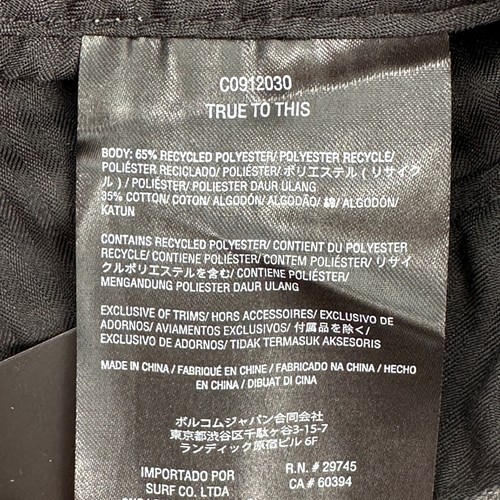 C0912030
TRUE TO THIS
BODY: 65% RECYCLED POLYESTER/ POLYESTER RECYCLE/
POLIÉSTER RECICLADO/ POLIÉSTER/ ポリエステル ( リサイク
ル ) / POLIÉSTER/ POLIESTER DAUR ULANG
35% COTTON/ COTON/ ALGODÓN/ ALGODÃO/ 綿/ ALGODÓN/
KATUN
CONTAINS RECYCLED POLYESTER/ CONTIENT DU POLYESTER
RECYCLE/ CONTIENE POLIÉSTER/ CONTEM POLIÉSTER/ リサイ
クルポリエステルを含む/ CONTIENE POLIÉSTER/
MENGANDUNG POLIESTER DAUR ULANG
EXCLUSIVE OF TRIMS/ HORS ACCESSOIRES/ EXCLUSIVO DE
ADORNOS/ AVIAMENTOS EXCLUSIVOS/ 付属品を除く/
EXCLUSIVO DE ADORNOS/ TIDAK TERMASUK AKSESORIS
MADE IN CHINA / FABRIQUÉ EN CHINE / FABRICADO NA CHINA / HECHO
EN CHINA / DIBUAT DI CINA
ボルコムジャパン合同会社
東京都渋谷区千駄ヶ谷3-15-7
ランディック原宿ビル 6F
IMPORTADO POR
SURF CO. LTDA
R.N. # 29745
CA # 60394